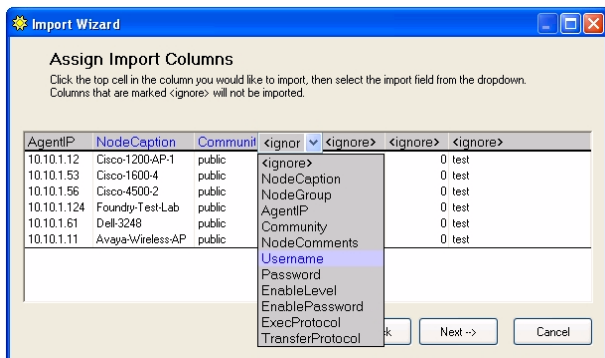 Import Wizard
Assign Import Columns
Click the top cell in the column you would like to import, then select the import field from the dropdown.
Columns that are marked <ignore> will not be imported.
AgentIP NodeCaption Communit <ignor <ignore> <ignore> <ignore>
10.10.1.12 Cisco-1200-AP-1 public 0 test
10.10.1.53 Cisco-1600-4 public 0 test
10.10.1.56 Cisco-4500-2 public 0 test
10.10.1.124 Foundry-Test-Lab public 0 test
10.10.1.61 Dell-3248 public 0 test
10.10.1.11 Avaya-Wireless-AP public 0 test
<ignore>
NodeCaption
NodeGroup
AgentIP
Community
NodeComments
Username
Password
EnableLevel
EnablePassword
ExecProtocol
TransferProtocol
k Next --> Cancel